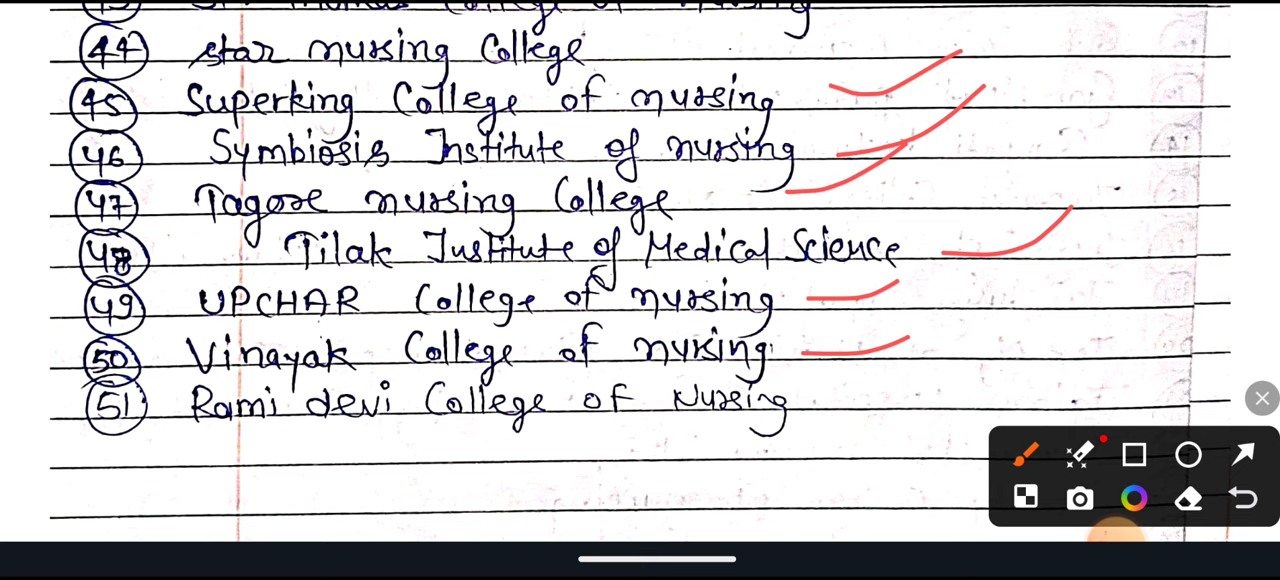 44 star nursing College
45 Superking College of nursing
46 Symbiosis Institute of nursing
47 Tagore nursing College
48 Tilak Institute of Medical Science
49 UPCHAR College of nursing
50 Vinayak College of nursing
51 Rami devi College of Nursing